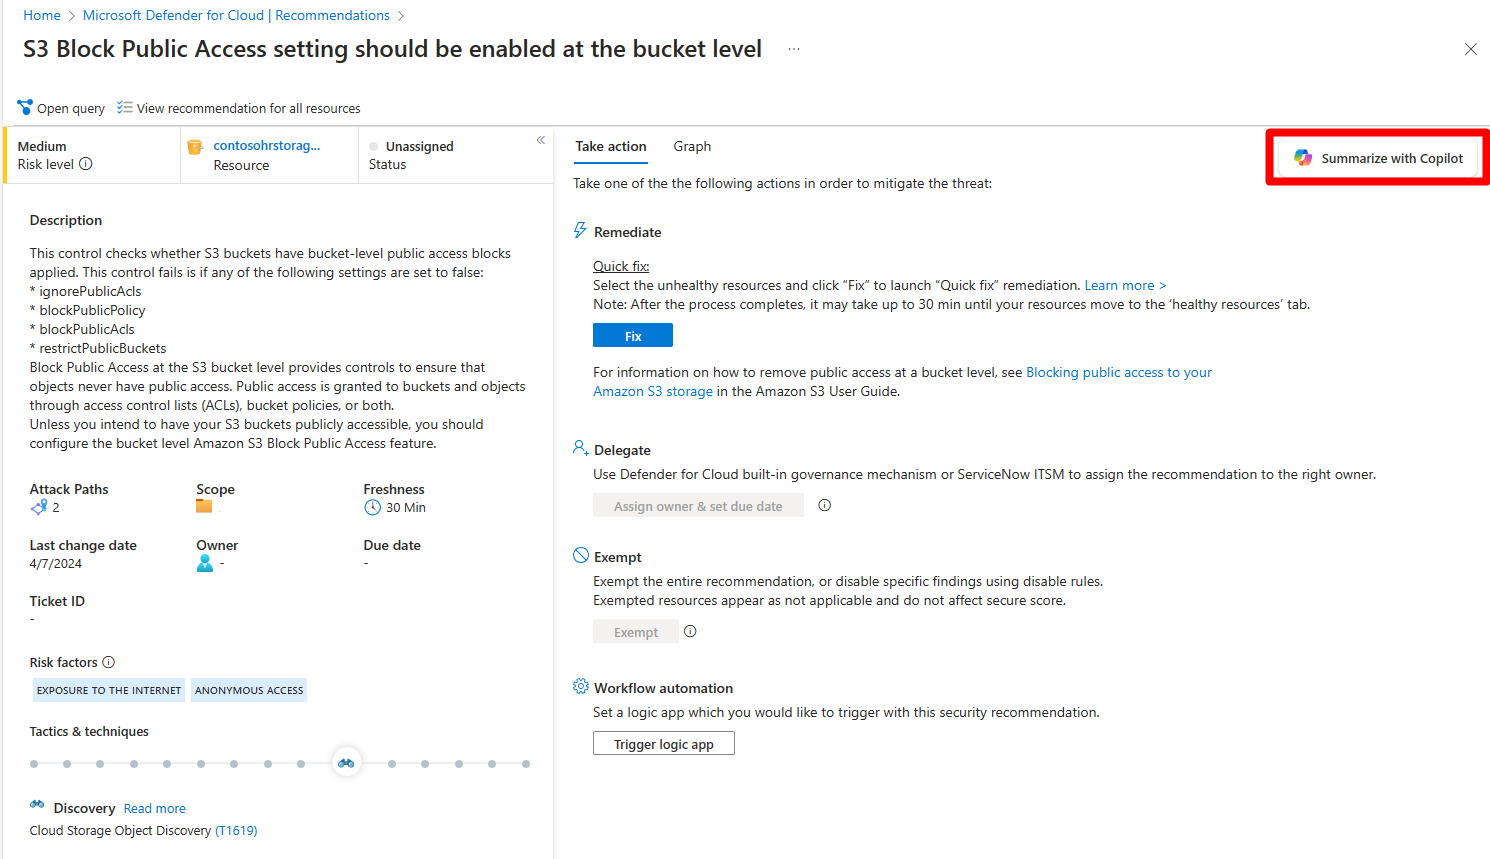 Home > Microsoft Defender for Cloud | Recommendations >
S3 Block Public Access setting should be enabled at the bucket level ...
Open query View recommendation for all resources
Medium
Risk level
contosohrstorag...
Resource
Unassigned
Status
«
Description
This control checks whether S3 buckets have bucket-level public access blocks
applied. This control fails is if any of the following settings are set to false:
* ignorePublicAcls
* blockPublicPolicy
* blockPublicAcls
* restrictPublicBuckets
Block Public Access at the S3 bucket level provides controls to ensure that
objects never have public access. Public access is granted to buckets and objects
through access control lists (ACLs), bucket policies, or both.
Unless you intend to have your S3 buckets publicly accessible, you should
configure the bucket level Amazon S3 Block Public Access feature.
Attack Paths
2
Scope
Freshness
30 Min
Last change date
4/7/2024
Owner
-
Due date
-
Ticket ID
-
Risk factors
EXPOSURE TO THE INTERNET ANONYMOUS ACCESS
Tactics & techniques
Discovery Read more
Cloud Storage Object Discovery (T1619)
Take action Graph
Summarize with Copilot
Take one of the the following actions in order to mitigate the threat:
Remediate
Quick fix:
Select the unhealthy resources and click “Fix” to launch “Quick fix” remediation. Learn more >
Note: After the process completes, it may take up to 30 min until your resources move to the ‘healthy resources’ tab.
Fix
For information on how to remove public access at a bucket level, see Blocking public access to your
Amazon S3 storage in the Amazon S3 User Guide.
Delegate
Use Defender for Cloud built-in governance mechanism or ServiceNow ITSM to assign the recommendation to the right owner.
Assign owner & set due date
Exempt
Exempt the entire recommendation, or disable specific findings using disable rules.
Exempted resources appear as not applicable and do not affect secure score.
Exempt
Workflow automation
Set a logic app which you would like to trigger with this security recommendation.
Trigger logic app